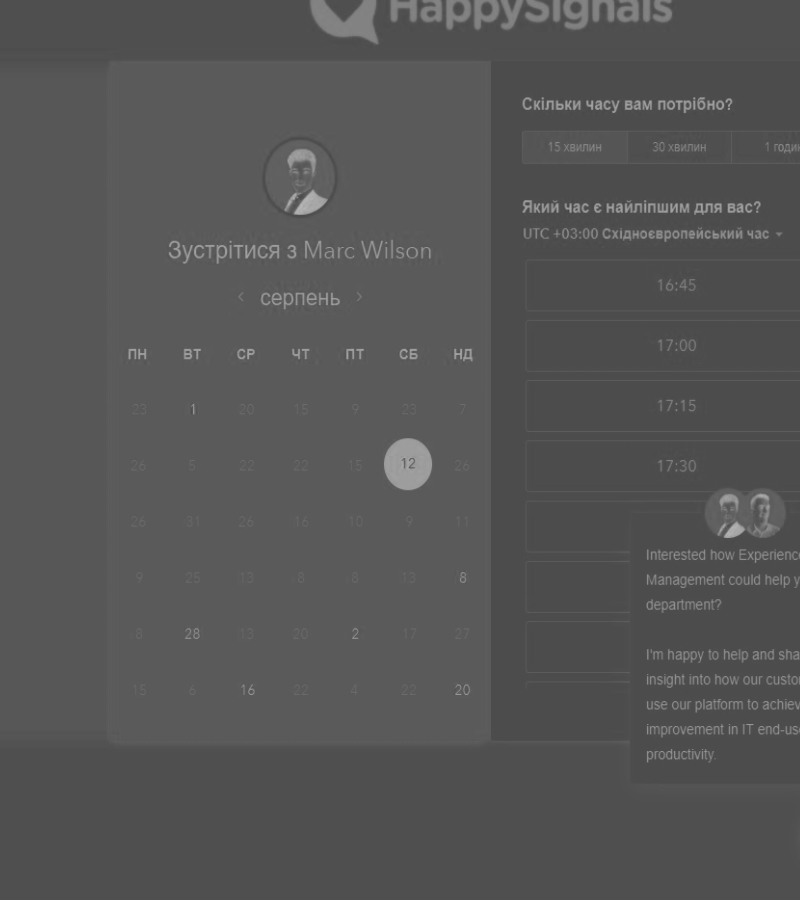 HappySignals
Зустрітися з Marc Wilson
серпень
ПН ВТ СР ЧТ ПТ СБ НД
23 1 20 15 9 23 7
26 5 22 22 15 12 26
26 31 26 16 10 9 11
9 25 13 8 8 13 8
8 28 13 20 2 17 27
15 6 16 22 4 22 20
Скільки часу вам потрібно?
15 хвилин 30 хвилин 1 годин
Який час є найліпшим для вас?
UTC +03:00 Східноєвропейський час
16:45
17:00
17:15
17:30
Interested how Experience
Management could help y
department?
I'm happy to help and sha
insight into how our custo
use our platform to achiev
improvement in IT end-use
productivity.